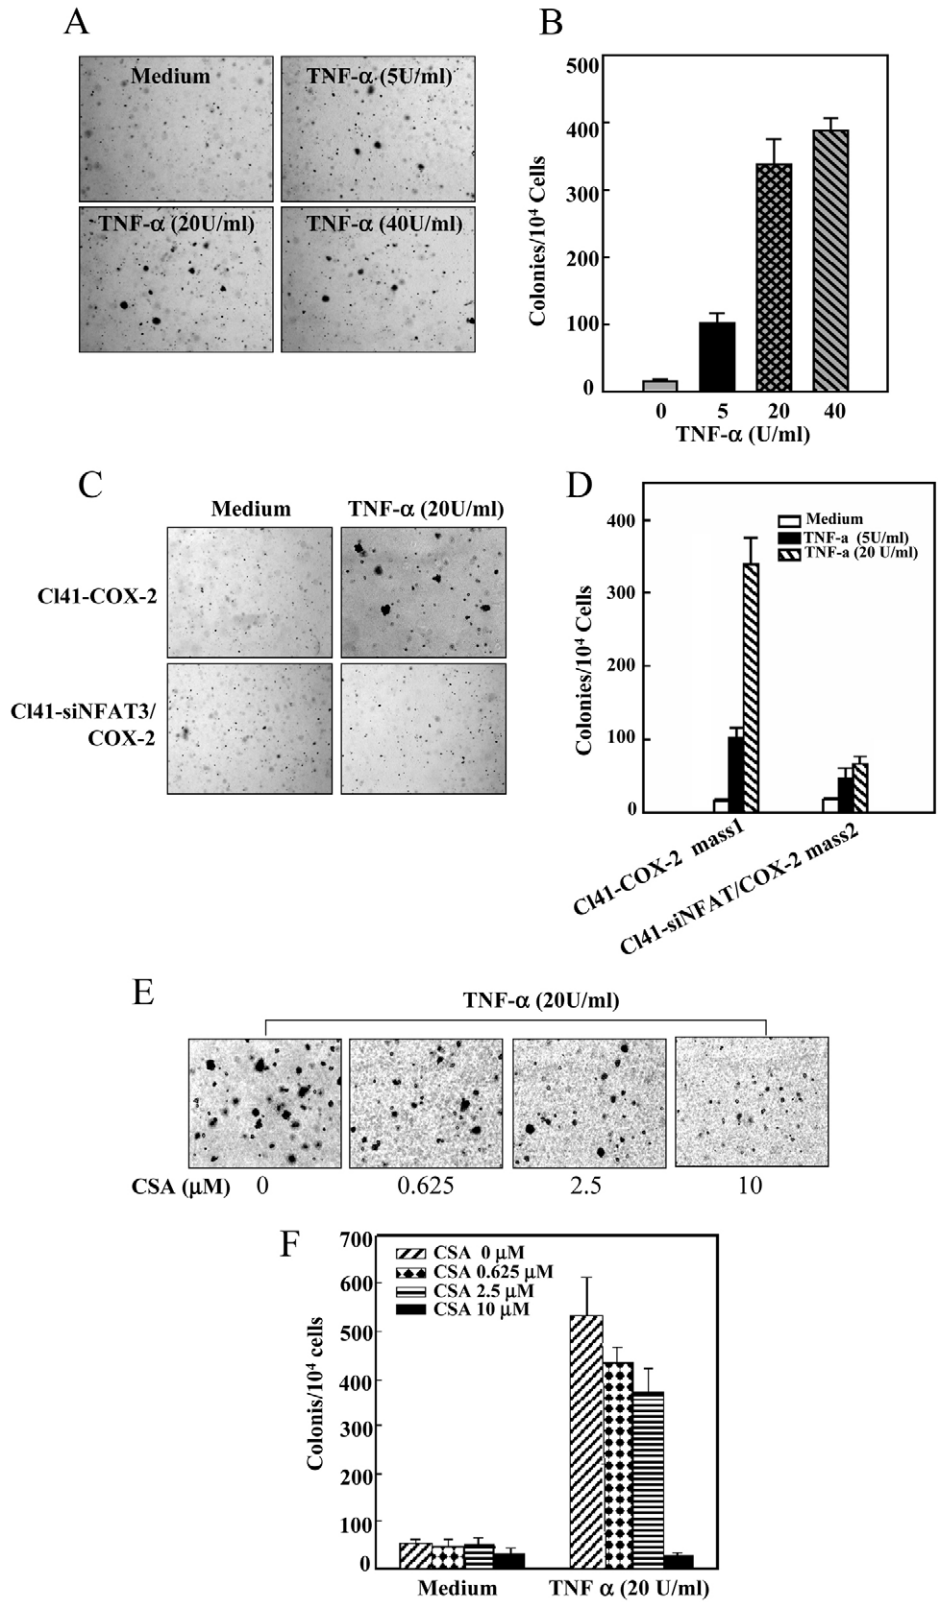 A
Medium
TNF-α (5U/ml)
TNF-α (20U/ml)
TNF-α (40U/ml)
B
500
400
300
200
100
0
Colonies/10⁴ Cells
0 5 20 40
TNF-α (U/ml)
C
Medium
TNF-α (20U/ml)
Cl41-COX-2
Cl41-siNFAT3/
COX-2
D
400
300
200
100
0
Colonies/10⁴ Cells
Medium
TNF-a (5U/ml)
TNF-a (20 U/ml)
Cl41-COX-2 mass1
Cl41-siNFAT/COX-2 mass2
E
TNF-α (20U/ml)
CSA (μM) 0 0.625 2.5 10
F
700
600
500
400
300
200
100
0
Colonis/10⁴ cells
CSA 0 μM
CSA 0.625 μM
CSA 2.5 μM
CSA 10 μM
Medium
TNF α (20 U/ml)